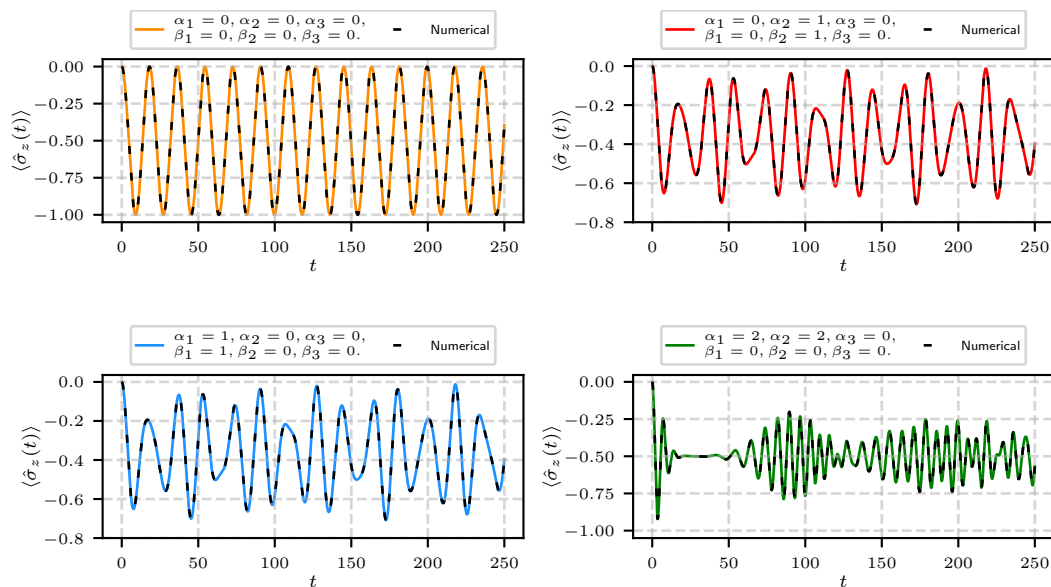 α₁ = 0, α₂ = 0, α₃ = 0,
β₁ = 0, β₂ = 0, β₃ = 0.
Numerical
0.00
−0.25
−0.50
−0.75
−1.00
⟨σ̂_z(t)⟩
0 50 100 150 200 250
t
α₁ = 0, α₂ = 1, α₃ = 0,
β₁ = 0, β₂ = 1, β₃ = 0.
Numerical
0.0
−0.2
−0.4
−0.6
−0.8
⟨σ̂_z(t)⟩
0 50 100 150 200 250
t
α₁ = 1, α₂ = 0, α₃ = 0,
β₁ = 1, β₂ = 0, β₃ = 0.
Numerical
0.0
−0.2
−0.4
−0.6
−0.8
⟨σ̂_z(t)⟩
0 50 100 150 200 250
t
α₁ = 2, α₂ = 2, α₃ = 0,
β₁ = 0, β₂ = 0, β₃ = 0.
Numerical
0.00
−0.25
−0.50
−0.75
−1.00
⟨σ̂_z(t)⟩
0 50 100 150 200 250
t